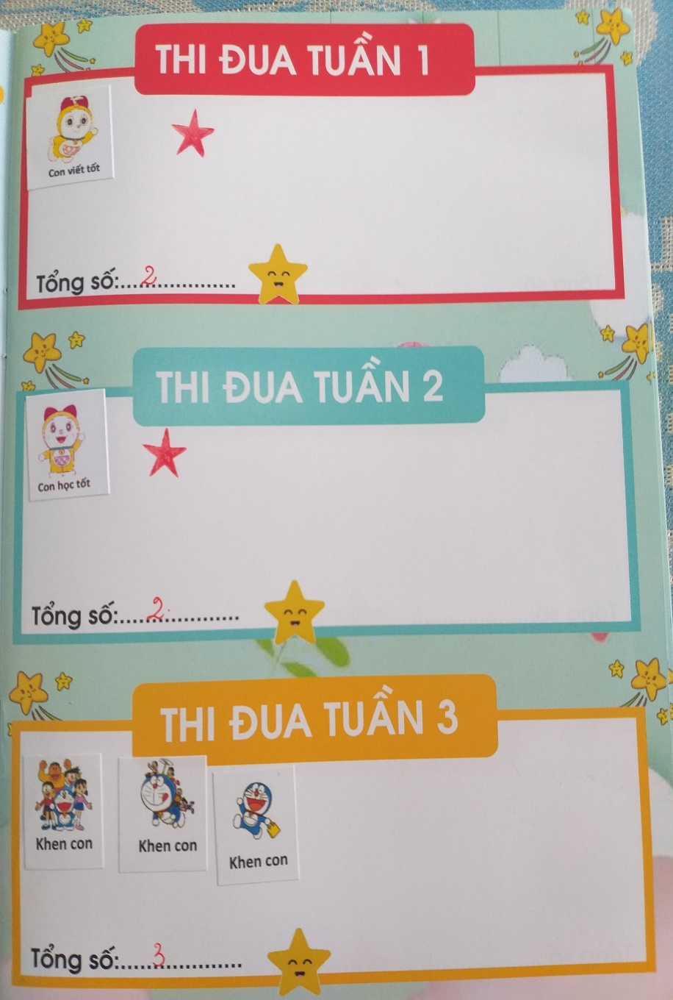 THI ĐUA TUẦN 1
Con viết tốt
Tổng số:....2................
THI ĐUA TUẦN 2
Con học tốt
Tổng số:....2................
THI ĐUA TUẦN 3
Khen con
Khen con
Khen con
Tổng số:.....3................